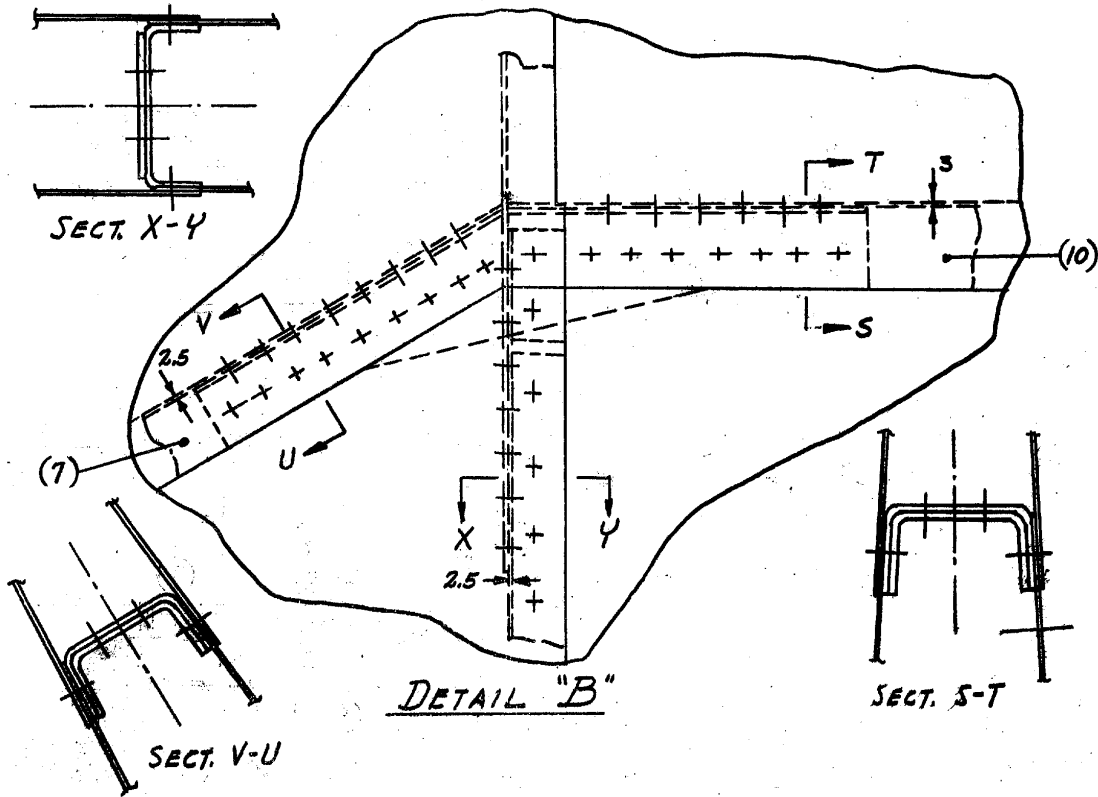 SECT. X-Y
T
3
(10)
S
V
2.5
U
(7)
X
Y
2.5
DETAIL "B"
SECT. S-T
SECT. V-U